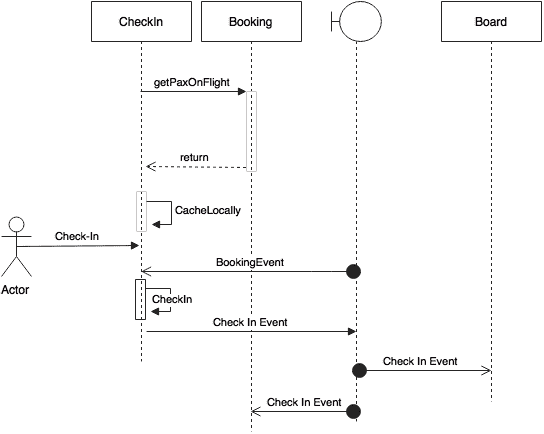 CheckIn
Booking
Board
getPaxOnFlight
return
CacheLocally
Check-In
BookingEvent
Actor
CheckIn
Check In Event
Check In Event
Check In Event